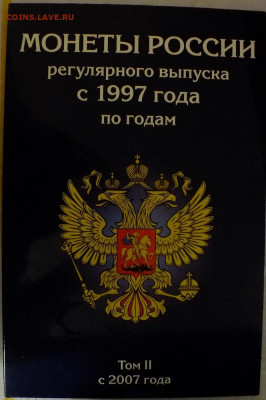 COINS.LAVE.RU
МОНЕТЫ РОССИИ
регулярного выпуска
с 1997 года
по годам
Том II
с 2007 года